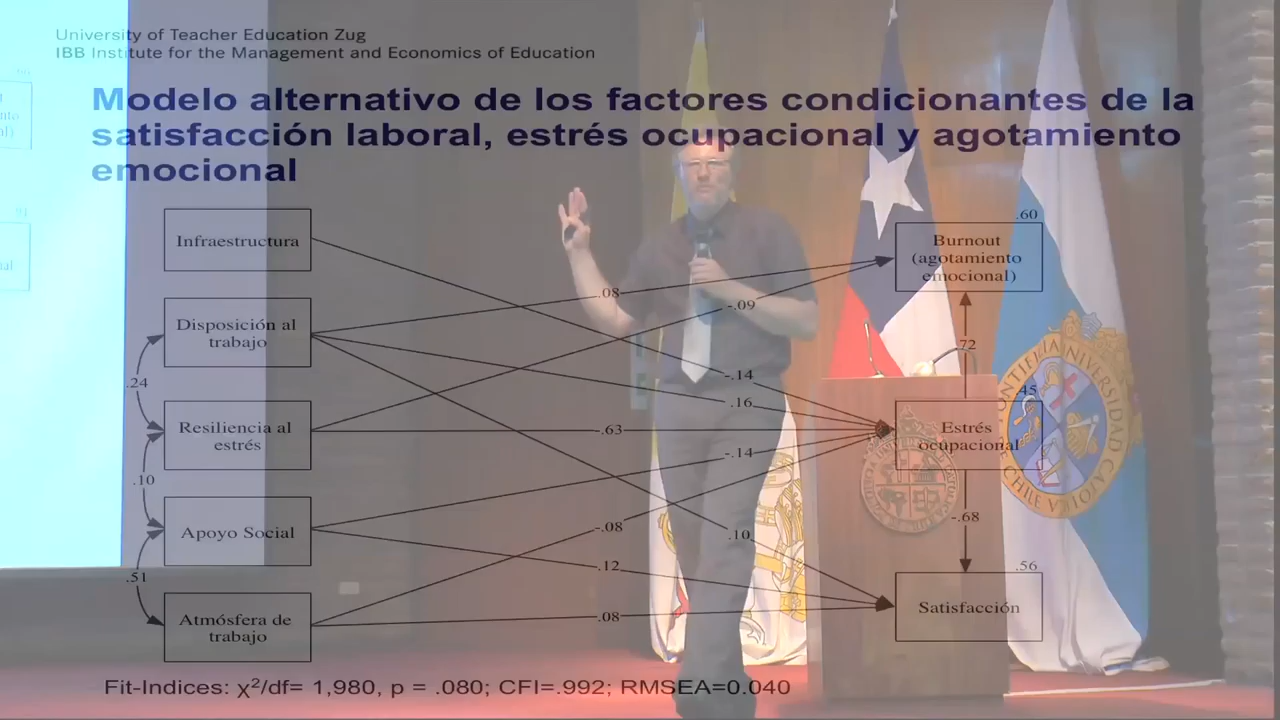 University of Teacher Education Zug
IBB Institute for the Management and Economics of Education
Modelo alternativo de los factores condicionantes de la
satisfacción laboral, estrés ocupacional y agotamiento
emocional
Infraestructura
Disposición al
trabajo
Resiliencia al
estrés
Apoyo Social
Atmósfera de
trabajo
.24
.10
.51
.08
-.09
-.14
.16
-.63
-.14
-.08
.10
-.12
.08
.60
Burnout
(agotamiento
emocional)
.72
.45
Estrés
ocupacional
-.68
.56
Satisfacción
Fit-Indices: χ²/df= 1,980, p = .080; CFI=.992; RMSEA=0.040